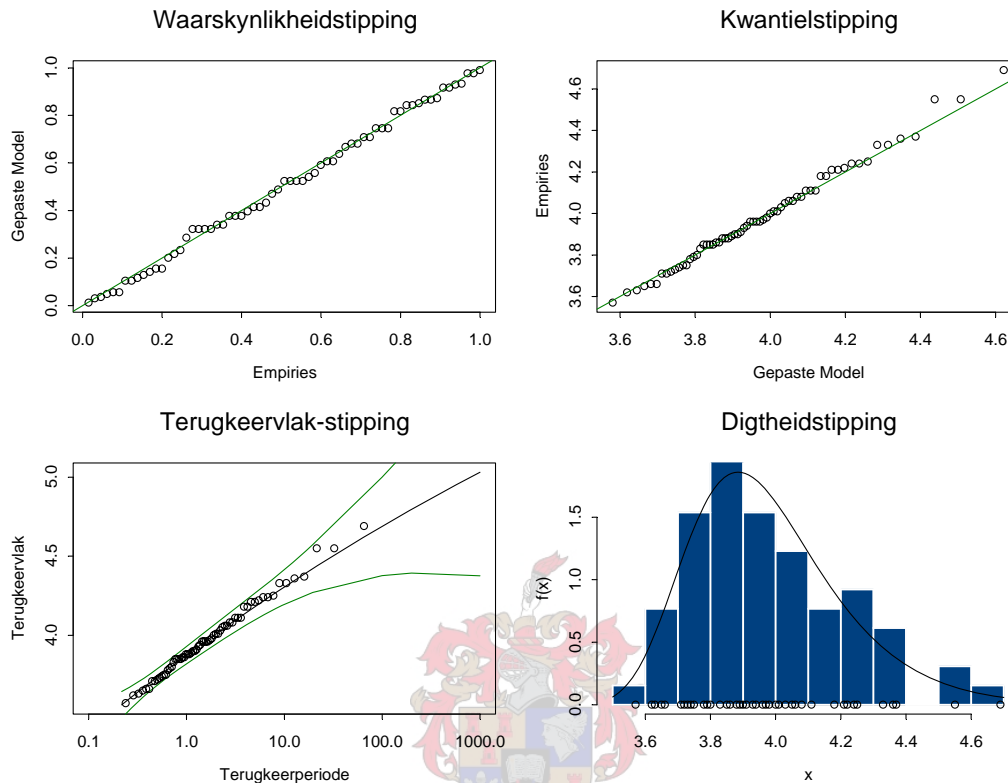 Waarskynlikheidstipping
Gepaste Model
0.0 0.2 0.4 0.6 0.8 1.0
0.0 0.2 0.4 0.6 0.8 1.0
Empiries
Kwantielstipping
Empiries
3.6 3.8 4.0 4.2 4.4 4.6
3.6 3.8 4.0 4.2 4.4 4.6
Gepaste Model
Terugkeervlak-stipping
Terugkeervlak
4.0 4.5 5.0
0.1 1.0 10.0 100.0 1000.0
Terugkeerperiode
Digtheidstipping
f(x)
0.0 0.5 1.0 1.5
3.6 3.8 4.0 4.2 4.4 4.6
x